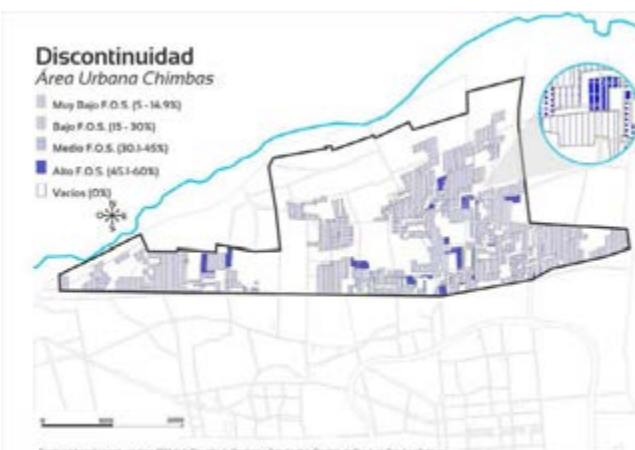 Discontinuidad
Área Urbana Chimbas
Muy Bajo F.O.S. (5 - 14.9%)
Bajo F.O.S. (15 - 30%)
Medio F.O.S. (30.1-45%)
Alto F.O.S. (45.1-60%)
Vacíos (0%)
0